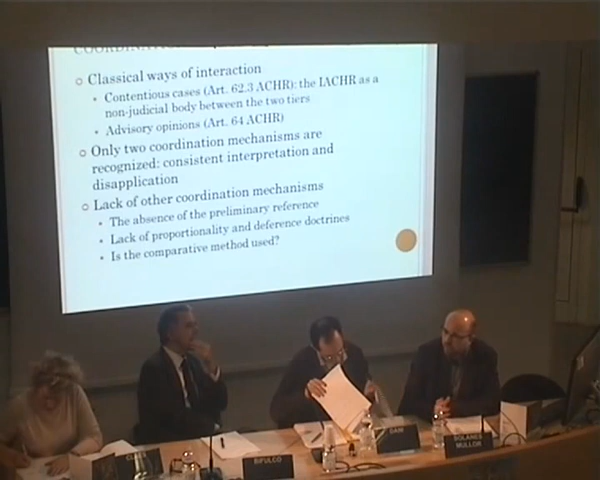 Classical ways of interaction
Contentious cases (Art. 62.3 ACHR): the IACHR as a
non-judicial body between the two tiers
Advisory opinions (Art. 64 ACHR)
Only two coordination mechanisms are
recognized: consistent interpretation and
disapplication
Lack of other coordination mechanisms
The absence of the preliminary reference
Lack of proportionality and deference doctrines
Is the comparative method used?
BIFULCO
SOLANES
MULLOR